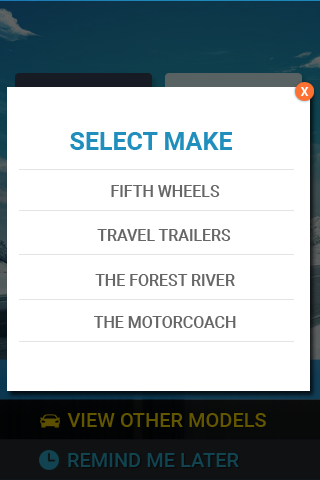 X
SELECT MAKE
FIFTH WHEELS
TRAVEL TRAILERS
THE FOREST RIVER
THE MOTORCOACH
VIEW OTHER MODELS
REMIND ME LATER